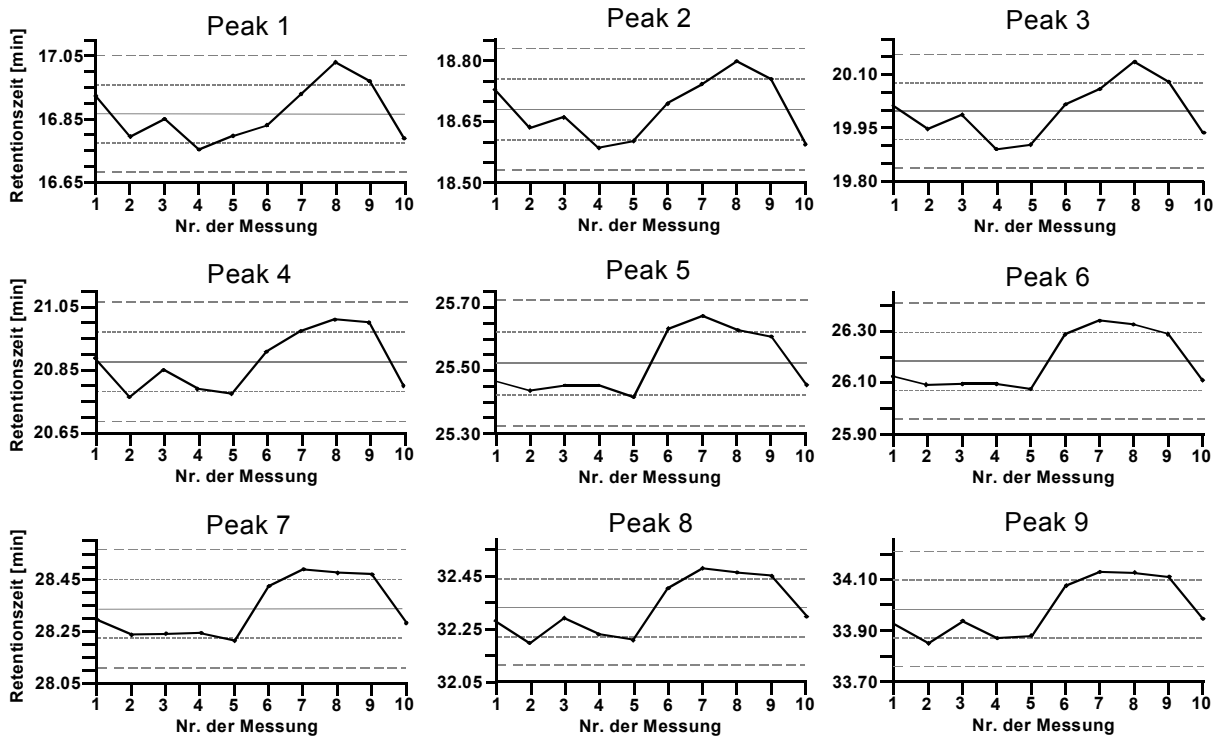 Peak 1
Retentionszeit [min]
17.05
16.85
16.65
1 2 3 4 5 6 7 8 9 10
Nr. der Messung
Peak 2
18.80
18.65
18.50
1 2 3 4 5 6 7 8 9 10
Nr. der Messung
Peak 3
20.10
19.95
19.80
1 2 3 4 5 6 7 8 9 10
Nr. der Messung
Peak 4
Retentionszeit [min]
21.05
20.85
20.65
1 2 3 4 5 6 7 8 9 10
Nr. der Messung
Peak 5
25.70
25.50
25.30
1 2 3 4 5 6 7 8 9 10
Nr. der Messung
Peak 6
26.30
26.10
25.90
1 2 3 4 5 6 7 8 9 10
Nr. der Messung
Peak 7
Retentionszeit [min]
28.45
28.25
28.05
1 2 3 4 5 6 7 8 9 10
Nr. der Messung
Peak 8
32.45
32.25
32.05
1 2 3 4 5 6 7 8 9 10
Nr. der Messung
Peak 9
34.10
33.90
33.70
1 2 3 4 5 6 7 8 9 10
Nr. der Messung